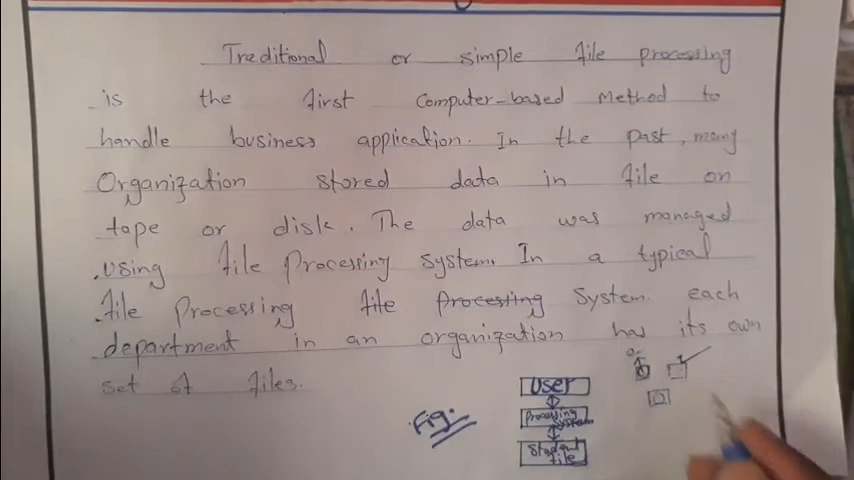 Traditional or simple file processing
is the first computer-based Method to
handle business application. In the past, many
Organization stored data in file on
tape or disk. The data was managed
using file Processing system. In a typical
file Processing file Processing System each
department in an organization has its own
set of files.
Fig.
User
Processing System
Student file